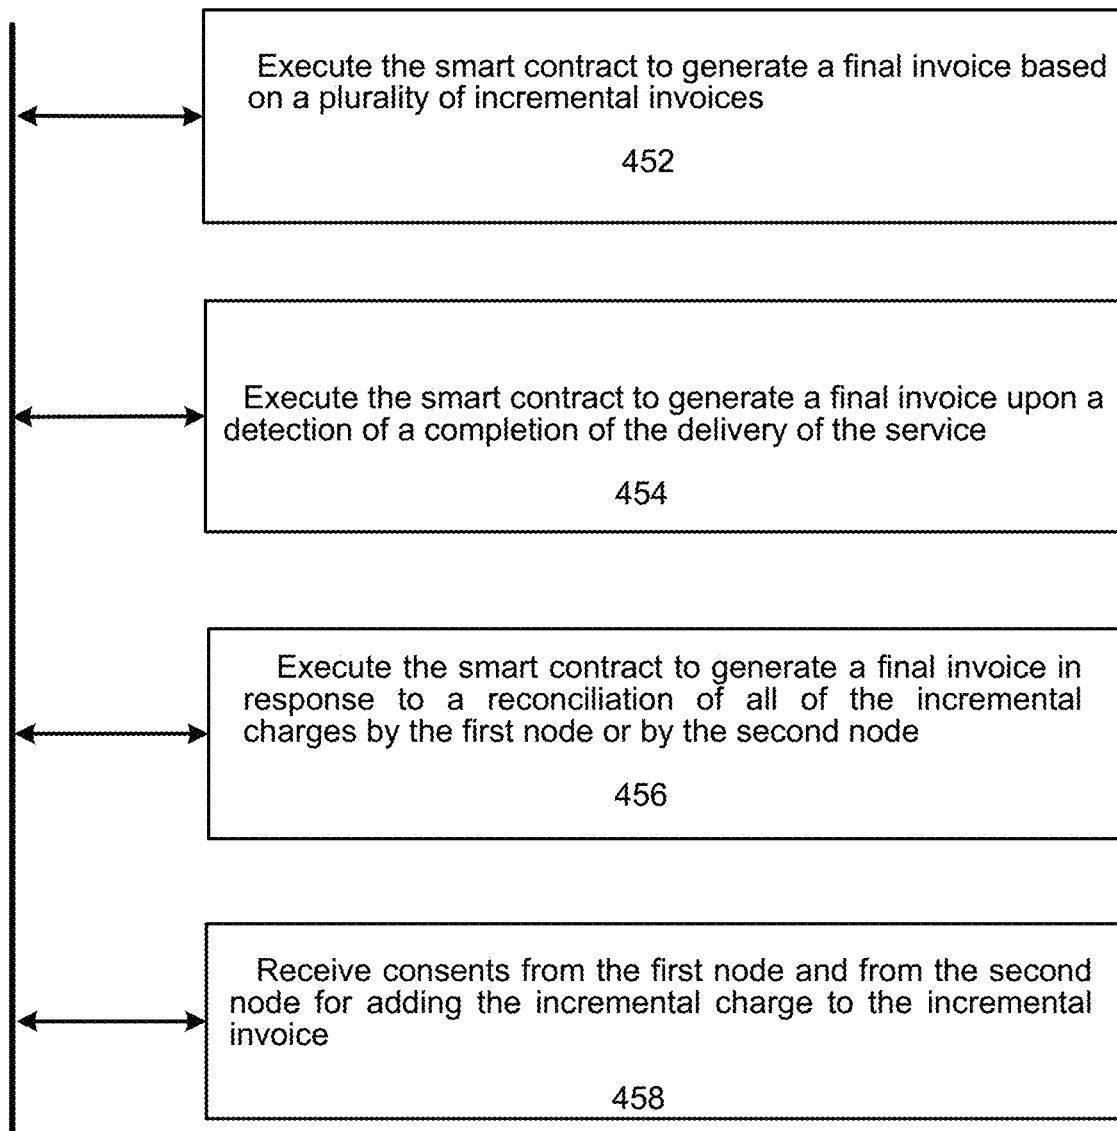 Execute the smart contract to generate a final invoice based
on a plurality of incremental invoices
452
Execute the smart contract to generate a final invoice upon a
detection of a completion of the delivery of the service
454
Execute the smart contract to generate a final invoice in
response to a reconciliation of all of the incremental
charges by the first node or by the second node
456
Receive consents from the first node and from the second
node for adding the incremental charge to the incremental
invoice
458